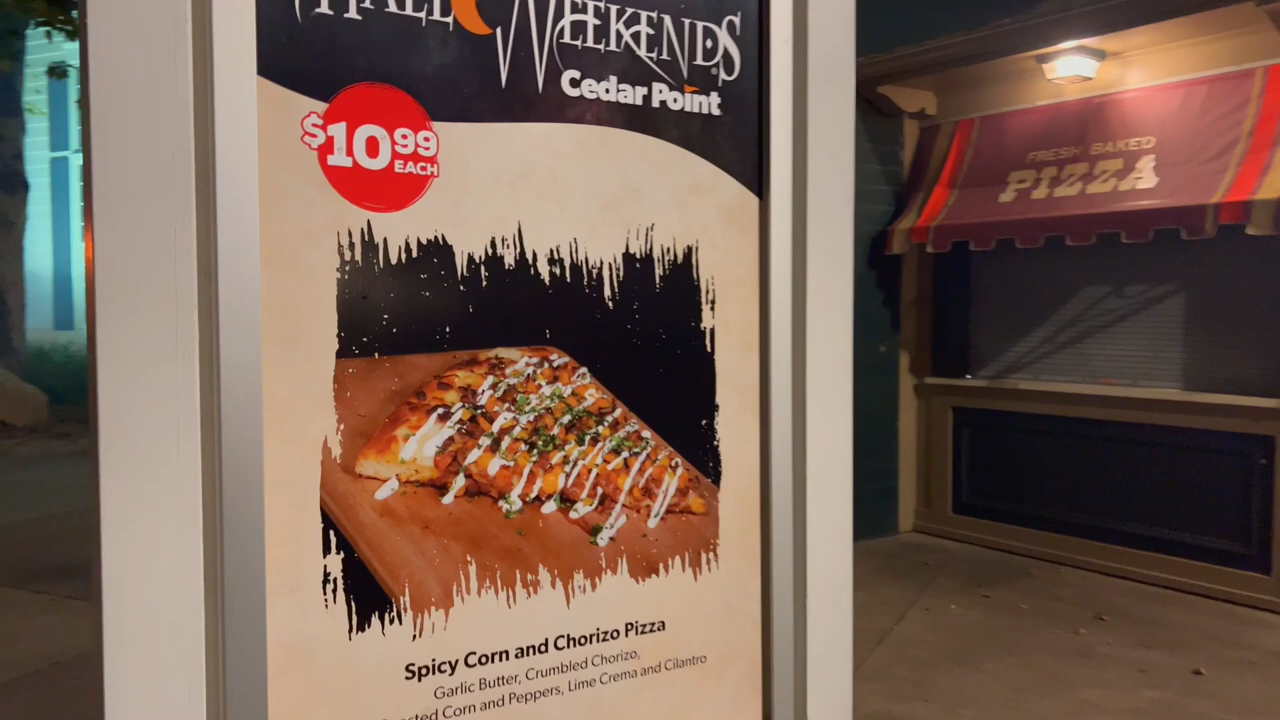 HALL WEEKENDS
Cedar Point
$10.99
EACH
Spicy Corn and Chorizo Pizza
Garlic Butter, Crumbled Chorizo,
Corn and Peppers, Lime Crema and Cilantro
FRESH BAKED
PIZZA